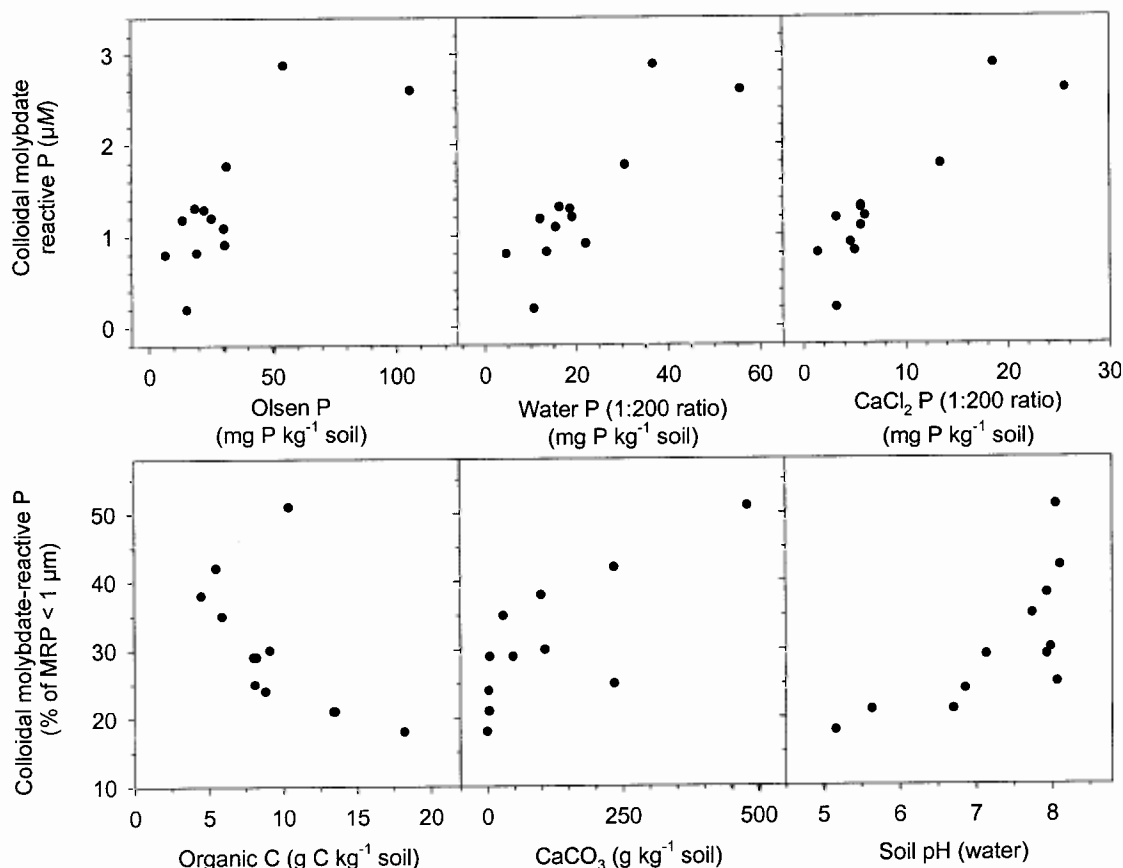 Colloidal molybdate
reactive P (µM)
3
2
1
0
0 50 100
0 20 40 60
0 10 20 30
Olsen P
(mg P kg⁻¹ soil)
Water P (1:200 ratio)
(mg P kg⁻¹ soil)
CaCl₂ P (1:200 ratio)
(mg P kg⁻¹ soil)
Colloidal molybdate-reactive P
(% of MRP < 1 µm)
50
40
30
20
10
0 5 10 15 20
0 250 500
5 6 7 8
Organic C (g C kg⁻¹ soil)
CaCO₃ (g kg⁻¹ soil)
Soil pH (water)